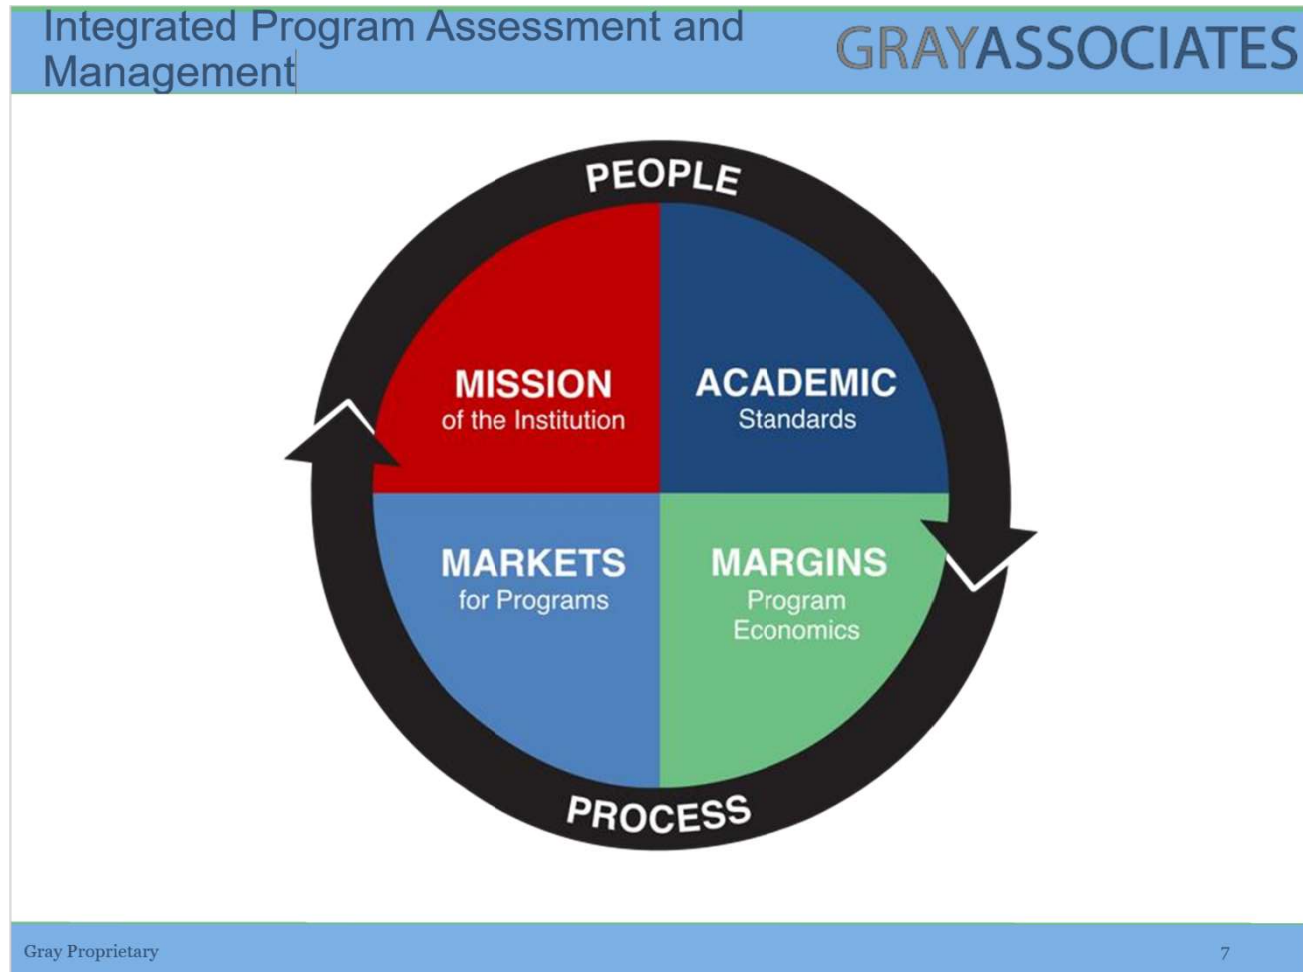 Integrated Program Assessment and
Management
GRAYASSOCIATES
PEOPLE
MISSION
of the Institution
ACADEMIC
Standards
MARKETS
for Programs
MARGINS
Program
Economics
PROCESS
Gray Proprietary
7